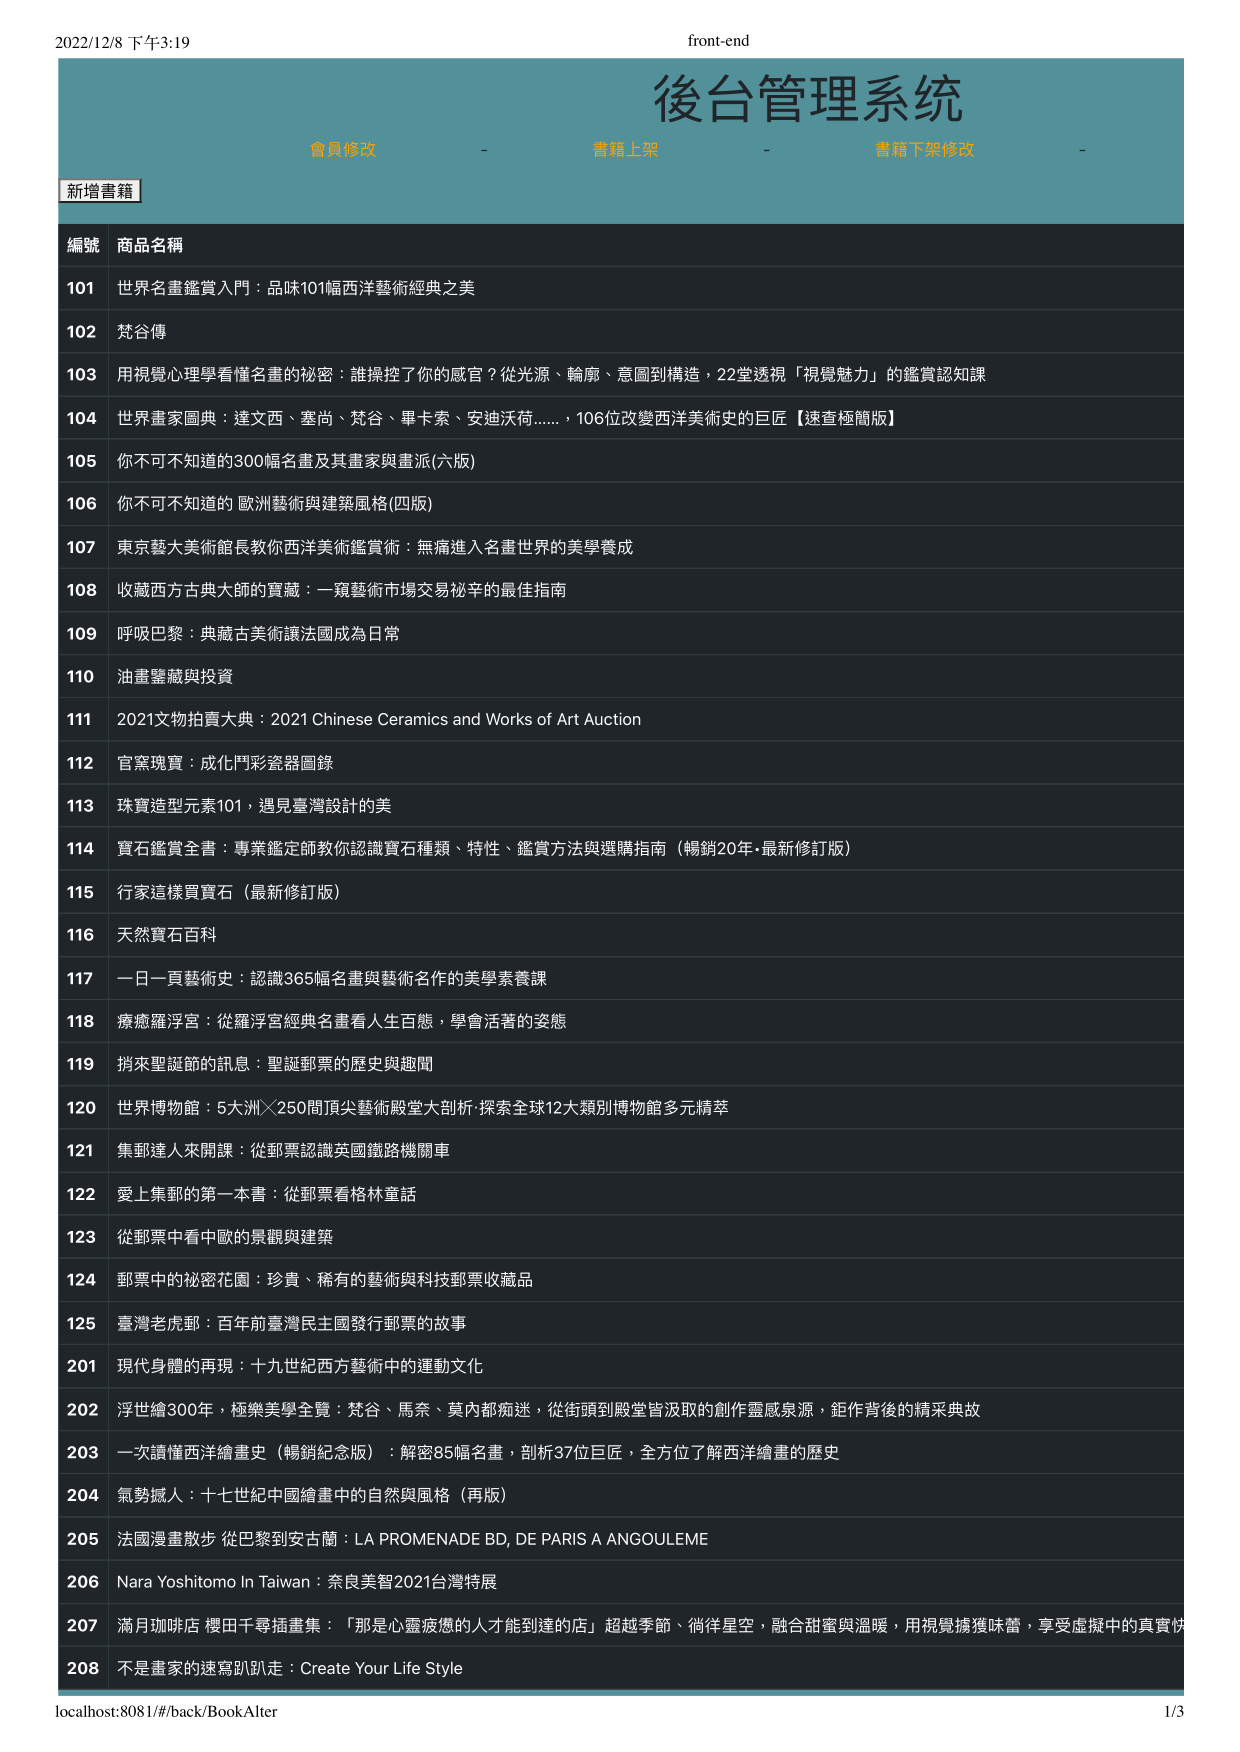 2022/12/8 下午3:19
front-end
後台管理系统
會員修改 - 書籍上架 - 書籍下架修改 -
新增書籍
編號 商品名稱
101 世界名畫鑑賞入門：品味101幅西洋藝術經典之美
102 梵谷傳
103 用視覺心理學看懂名畫的祕密：誰操控了你的感官？從光源、輪廓、意圖到構造，22堂透視「視覺魅力」的鑑賞認知課
104 世界畫家圖典：達文西、塞尚、梵谷、畢卡索、安迪沃荷......，106位改變西洋美術史的巨匠【速查極簡版】
105 你不可不知道的300幅名畫及其畫家與畫派(六版)
106 你不可不知道的 歐洲藝術與建築風格(四版)
107 東京藝大美術館長教你西洋美術鑑賞術：無痛進入名畫世界的美學養成
108 收藏西方古典大師的寶藏：一窺藝術市場交易祕辛的最佳指南
109 呼吸巴黎：典藏古美術讓法國成為日常
110 油畫鑒藏與投資
111 2021文物拍賣大典：2021 Chinese Ceramics and Works of Art Auction
112 官窯瑰寶：成化鬥彩瓷器圖錄
113 珠寶造型元素101，遇見臺灣設計的美
114 寶石鑑賞全書：專業鑑定師教你認識寶石種類、特性、鑑賞方法與選購指南（暢銷20年•最新修訂版）
115 行家這樣買寶石（最新修訂版）
116 天然寶石百科
117 一日一頁藝術史：認識365幅名畫與藝術名作的美學素養課
118 療癒羅浮宮：從羅浮宮經典名畫看人生百態，學會活著的姿態
119 捎來聖誕節的訊息：聖誕郵票的歷史與趣聞
120 世界博物館：5大洲╳250間頂尖藝術殿堂大剖析·探索全球12大類別博物館多元精萃
121 集郵達人來開課：從郵票認識英國鐵路機關車
122 愛上集郵的第一本書：從郵票看格林童話
123 從郵票中看中歐的景觀與建築
124 郵票中的祕密花園：珍貴、稀有的藝術與科技郵票收藏品
125 臺灣老虎郵：百年前臺灣民主國發行郵票的故事
201 現代身體的再現：十九世紀西方藝術中的運動文化
202 浮世繪300年，極樂美學全覽：梵谷、馬奈、莫內都痴迷，從街頭到殿堂皆汲取的創作靈感泉源，鉅作背後的精采典故
203 一次讀懂西洋繪畫史（暢銷紀念版）：解密85幅名畫，剖析37位巨匠，全方位了解西洋繪畫的歷史
204 氣勢撼人：十七世紀中國繪畫中的自然與風格（再版）
205 法國漫畫散步 從巴黎到安古蘭：LA PROMENADE BD, DE PARIS A ANGOULEME
206 Nara Yoshitomo In Taiwan：奈良美智2021台灣特展
207 滿月珈啡店 櫻田千尋插畫集：「那是心靈疲憊的人才能到達的店」超越季節、徜徉星空，融合甜蜜與溫暖，用視覺擄獲味蕾，享受虛擬中的真實快
208 不是畫家的速寫趴趴走：Create Your Life Style
localhost:8081/#/back/BookAlter
1/3